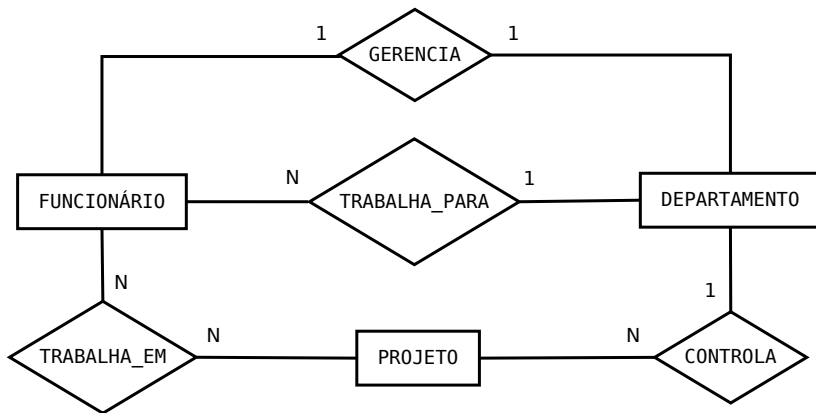 1
GERENCIA
1
FUNCIONÁRIO
N
TRABALHA_PARA
1
DEPARTAMENTO
N
1
TRABALHA_EM
N
PROJETO
N
CONTROLA